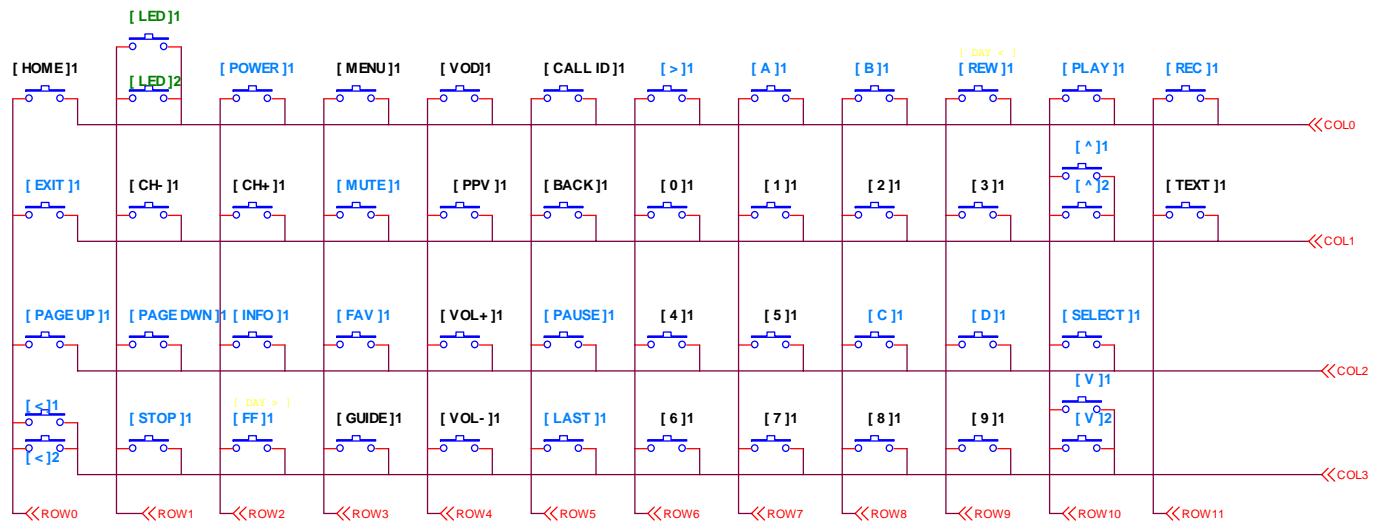 [ LED ]1
[ DAY < ]
[ HOME ]1 [ LED ]2 [ POWER ]1 [ MENU ]1 [ VOD]1 [ CALL ID ]1 [ > ]1 [ A ]1 [ B ]1 [ REW ]1 [ PLAY ]1 [ REC ]1
COL0
[ ^ ]1
[ EXIT ]1 [ CH- ]1 [ CH+ ]1 [ MUTE ]1 [ PPV ]1 [ BACK ]1 [ 0 ]1 [ 1 ]1 [ 2 ]1 [ 3 ]1 [ ^ ]2 [ TEXT ]1
COL1
[ PAGE UP ]1 [ PAGE DWN ]1 [ INFO ]1 [ FAV ]1 [ VOL+ ]1 [ PAUSE ]1 [ 4 ]1 [ 5 ]1 [ C ]1 [ D ]1 [ SELECT ]1
COL2
[ V ]1
[ < ]1 [ DAY > ]
[ STOP ]1 [ FF ]1 [ GUIDE ]1 [ VOL- ]1 [ LAST ]1 [ 6 ]1 [ 7 ]1 [ 8 ]1 [ 9 ]1 [ V ]2
[ < ]2
COL3
ROW0 ROW1 ROW2 ROW3 ROW4 ROW5 ROW6 ROW7 ROW8 ROW9 ROW10 ROW11